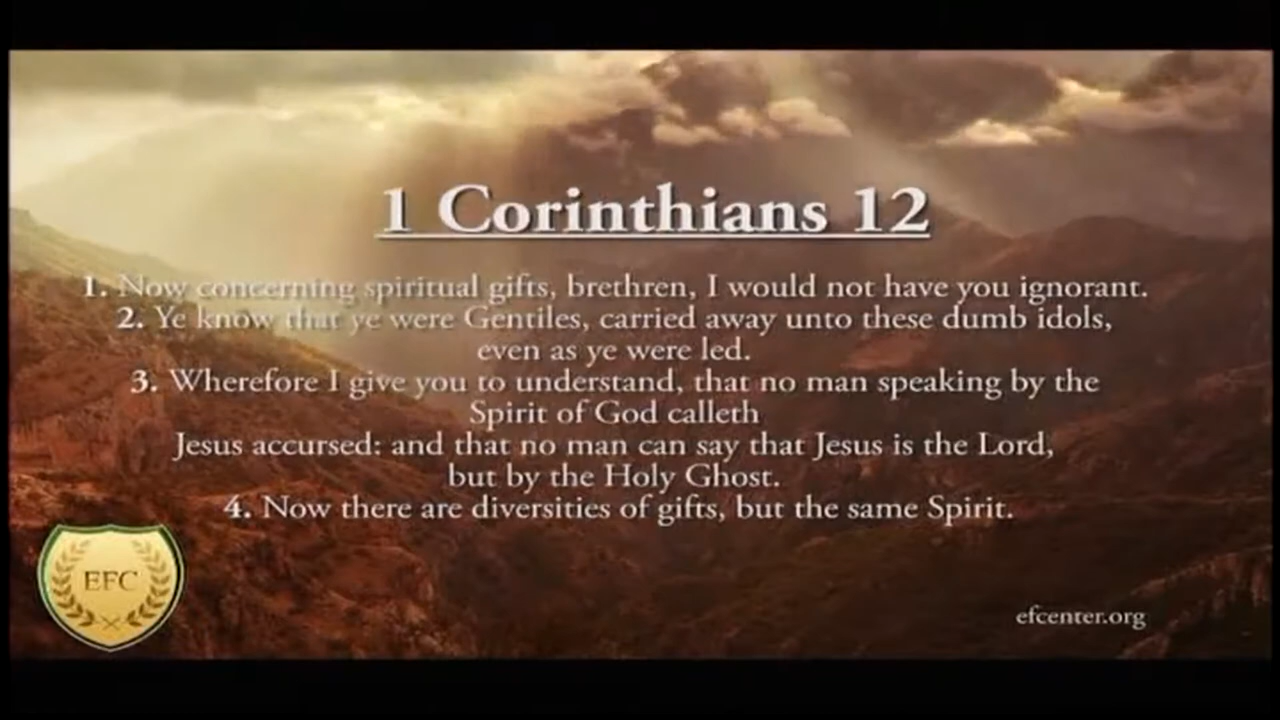 1 Corinthians 12
1. Now concerning spiritual gifts, brethren, I would not have you ignorant.
2. Ye know that ye were Gentiles, carried away unto these dumb idols,
even as ye were led.
3. Wherefore I give you to understand, that no man speaking by the
Spirit of God calleth
Jesus accursed: and that no man can say that Jesus is the Lord,
but by the Holy Ghost.
4. Now there are diversities of gifts, but the same Spirit.
EFC
efcenter.org